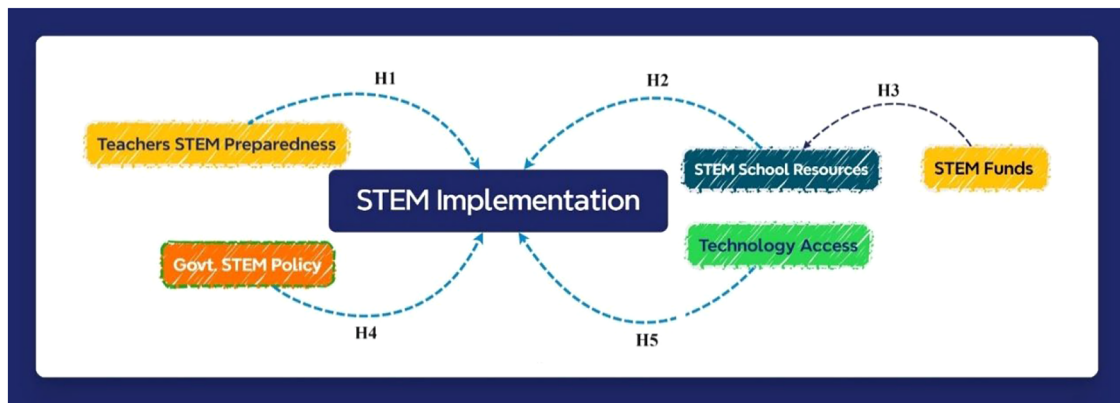 H1
H2
H3
Teachers STEM Preparedness
STEM School Resources
STEM Funds
STEM Implementation
Technology Access
Govt. STEM Policy
H4
H5